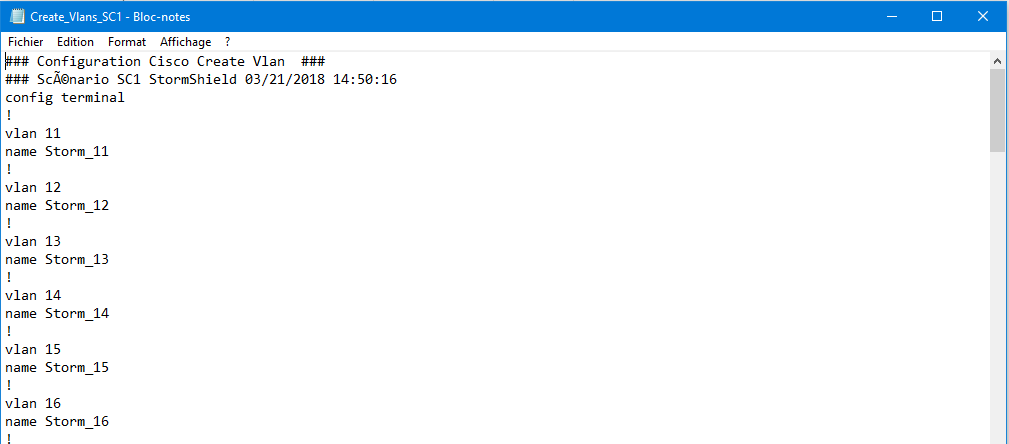 Create_Vlans_SC1 - Bloc-notes
Fichier Edition Format Affichage ?
### Configuration Cisco Create Vlan  ###
### ScÃ©nario SC1 StormShield 03/21/2018 14:50:16
config terminal
!
vlan 11
name Storm_11
!
vlan 12
name Storm_12
!
vlan 13
name Storm_13
!
vlan 14
name Storm_14
!
vlan 15
name Storm_15
!
vlan 16
name Storm_16
!